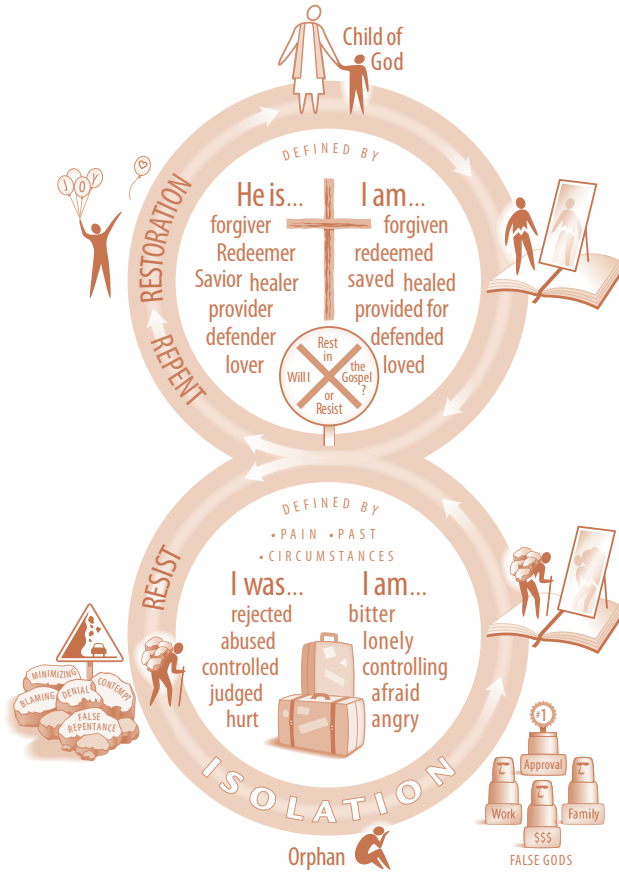 Child of
God
DEFINED BY
He is...
forgiver
Redeemer
Savior healer
provider
defender
lover
I am...
forgiven
redeemed
saved healed
provided for
defended
loved
JOY
RESTORATION
REPENT
Rest
in
Will I
the
Gospel
?
or
Resist
DEFINED BY
• PAIN • PAST
• CIRCUMSTANCES
I was...
rejected
abused
controlled
judged
hurt
I am...
bitter
lonely
controlling
afraid
angry
RESIST
MINIMIZING
BLAMING
DENIAL
CONTEMPT
FALSE
REPENTANCE
ISOLATION
Orphan
#1
Approval
Work
Family
$$$
FALSE GODS